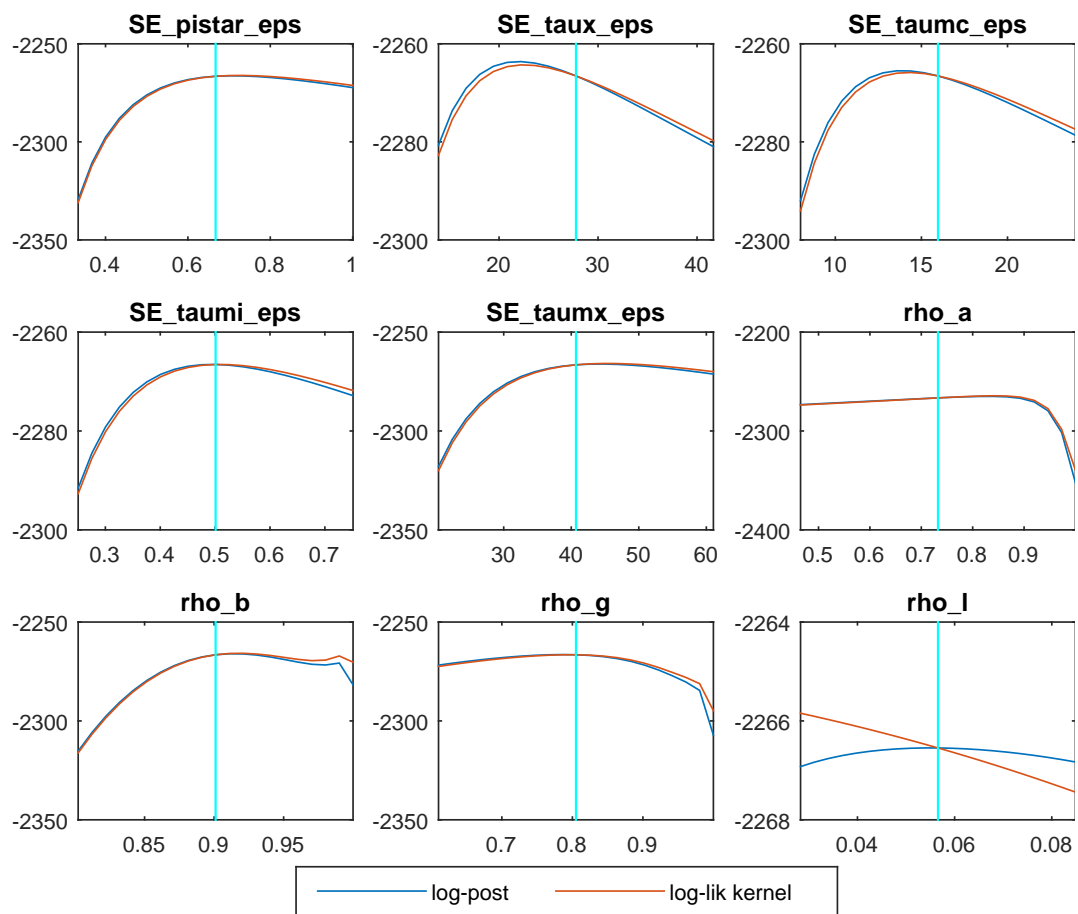 SE_pistar_eps
SE_taux_eps
SE_taumc_eps
-2250
-2300
-2350
0.4 0.6 0.8 1
-2260
-2280
-2300
20 30 40
-2260
-2280
-2300
10 15 20
SE_taumi_eps
SE_taumx_eps
rho_a
-2260
-2280
-2300
0.3 0.4 0.5 0.6 0.7
-2250
-2300
-2350
30 40 50 60
-2200
-2300
-2400
0.5 0.6 0.7 0.8 0.9
rho_b
rho_g
rho_l
-2250
-2300
-2350
0.85 0.9 0.95
-2250
-2300
-2350
0.7 0.8 0.9
-2264
-2266
-2268
0.04 0.06 0.08
log-post log-lik kernel